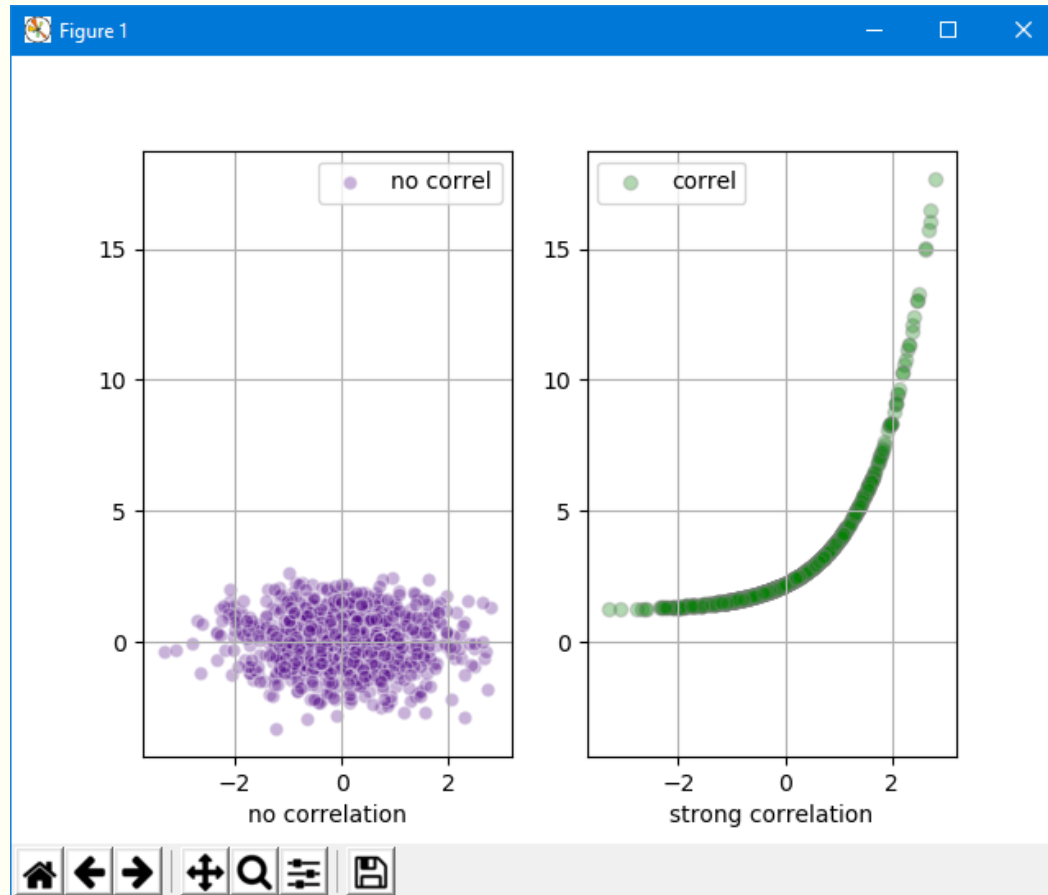 Figure 1
no correl
15
10
5
0
−2 0 2
no correlation
correl
15
10
5
0
−2 0 2
strong correlation